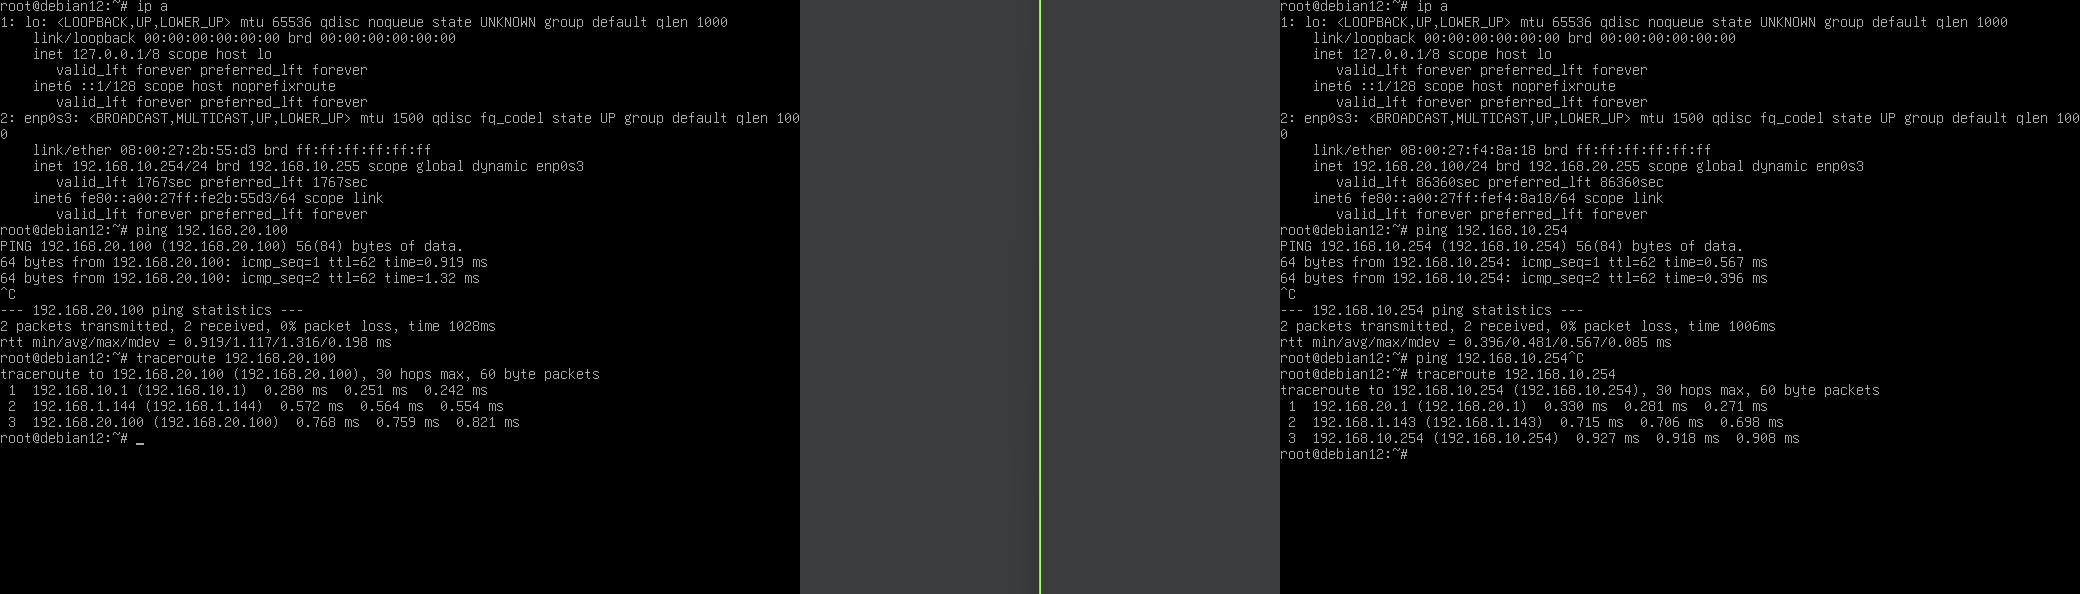 root@debian12:~# ip a
1: lo: <LOOPBACK,UP,LOWER_UP> mtu 65536 qdisc noqueue state UNKNOWN group default qlen 1000
    link/loopback 00:00:00:00:00:00 brd 00:00:00:00:00:00
    inet 127.0.0.1/8 scope host lo
       valid_lft forever preferred_lft forever
    inet6 ::1/128 scope host noprefixroute
       valid_lft forever preferred_lft forever
2: enp0s3: <BROADCAST,MULTICAST,UP,LOWER_UP> mtu 1500 qdisc fq_codel state UP group default qlen 100
0
    link/ether 08:00:27:2b:55:d3 brd ff:ff:ff:ff:ff:ff
    inet 192.168.10.254/24 brd 192.168.10.255 scope global dynamic enp0s3
       valid_lft 1767sec preferred_lft 1767sec
    inet6 fe80::a00:27ff:fe2b:55d3/64 scope link
       valid_lft forever preferred_lft forever
root@debian12:~# ping 192.168.20.100
PING 192.168.20.100 (192.168.20.100) 56(84) bytes of data.
64 bytes from 192.168.20.100: icmp_seq=1 ttl=62 time=0.919 ms
64 bytes from 192.168.20.100: icmp_seq=2 ttl=62 time=1.32 ms
^C
--- 192.168.20.100 ping statistics ---
2 packets transmitted, 2 received, 0% packet loss, time 1028ms
rtt min/avg/max/mdev = 0.919/1.117/1.316/0.198 ms
root@debian12:~# traceroute 192.168.20.100
traceroute to 192.168.20.100 (192.168.20.100), 30 hops max, 60 byte packets
 1  192.168.10.1 (192.168.10.1)  0.280 ms  0.251 ms  0.242 ms
 2  192.168.1.144 (192.168.1.144)  0.572 ms  0.564 ms  0.554 ms
 3  192.168.20.100 (192.168.20.100)  0.768 ms  0.759 ms  0.821 ms
root@debian12:~# _
root@debian12:~# ip a
1: lo: <LOOPBACK,UP,LOWER_UP> mtu 65536 qdisc noqueue state UNKNOWN group default qlen 1000
    link/loopback 00:00:00:00:00:00 brd 00:00:00:00:00:00
    inet 127.0.0.1/8 scope host lo
       valid_lft forever preferred_lft forever
    inet6 ::1/128 scope host noprefixroute
       valid_lft forever preferred_lft forever
2: enp0s3: <BROADCAST,MULTICAST,UP,LOWER_UP> mtu 1500 qdisc fq_codel state UP group default qlen 100
0
    link/ether 08:00:27:f4:8a:18 brd ff:ff:ff:ff:ff:ff
    inet 192.168.20.100/24 brd 192.168.20.255 scope global dynamic enp0s3
       valid_lft 86360sec preferred_lft 86360sec
    inet6 fe80::a00:27ff:fef4:8a18/64 scope link
       valid_lft forever preferred_lft forever
root@debian12:~# ping 192.168.10.254
PING 192.168.10.254 (192.168.10.254) 56(84) bytes of data.
64 bytes from 192.168.10.254: icmp_seq=1 ttl=62 time=0.567 ms
64 bytes from 192.168.10.254: icmp_seq=2 ttl=62 time=0.396 ms
^C
--- 192.168.10.254 ping statistics ---
2 packets transmitted, 2 received, 0% packet loss, time 1006ms
rtt min/avg/max/mdev = 0.396/0.481/0.567/0.085 ms
root@debian12:~# ping 192.168.10.254^C
root@debian12:~# traceroute 192.168.10.254
traceroute to 192.168.10.254 (192.168.10.254), 30 hops max, 60 byte packets
 1  192.168.20.1 (192.168.20.1)  0.330 ms  0.281 ms  0.271 ms
 2  192.168.1.143 (192.168.1.143)  0.715 ms  0.706 ms  0.698 ms
 3  192.168.10.254 (192.168.10.254)  0.927 ms  0.918 ms  0.908 ms
root@debian12:~#